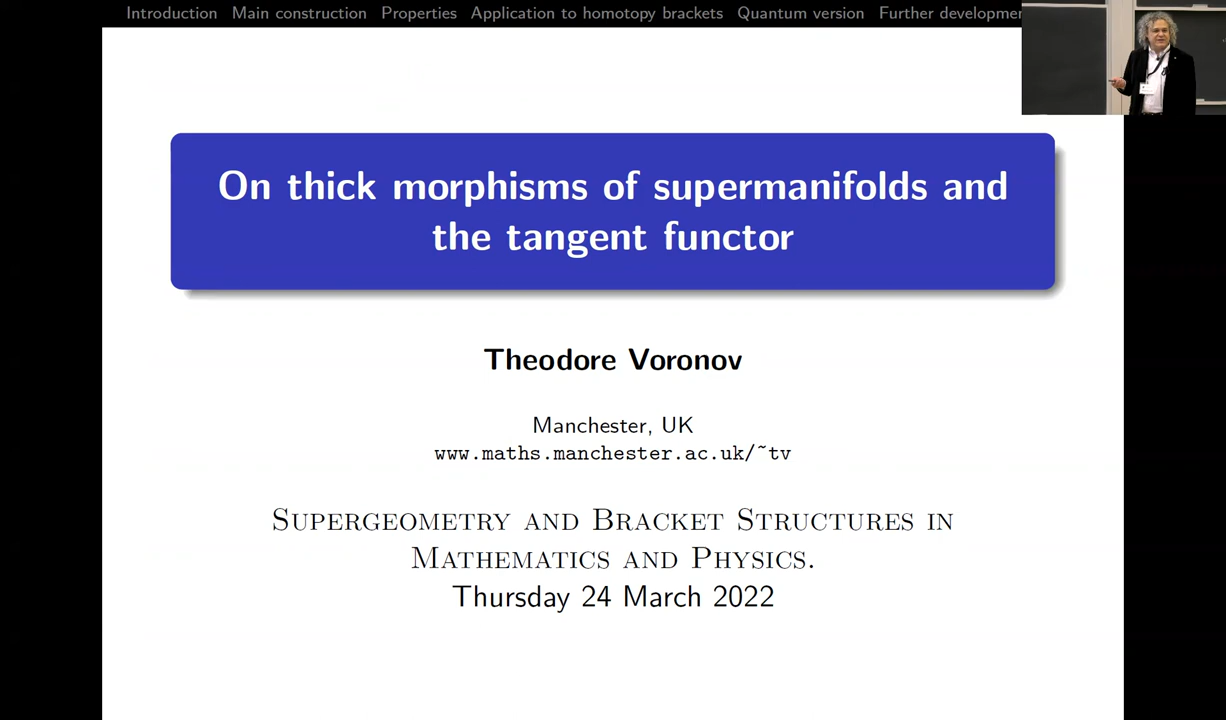 Introduction Main construction Properties Application to homotopy brackets Quantum version Further
On thick morphisms of supermanifolds and
the tangent functor
Theodore Voronov
Manchester, UK
www.maths.manchester.ac.uk/~tv
Supergeometry and Bracket Structures in
Mathematics and Physics.
Thursday 24 March 2022